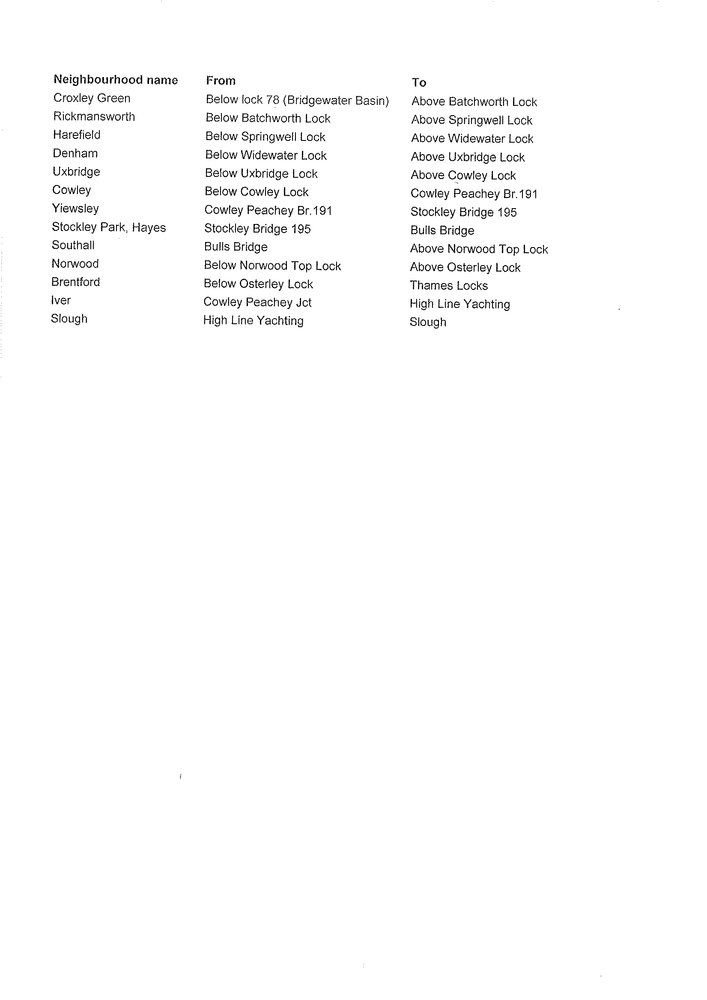 Neighbourhood name From To
Croxley Green Below lock 78 (Bridgewater Basin) Above Batchworth Lock
Rickmansworth Below Batchworth Lock Above Springwell Lock
Harefield Below Springwell Lock Above Widewater Lock
Denham Below Widewater Lock Above Uxbridge Lock
Uxbridge Below Uxbridge Lock Above Cowley Lock
Cowley Below Cowley Lock Cowley Peachey Br.191
Yiewsley Cowley Peachey Br.191 Stockley Bridge 195
Stockley Park, Hayes Stockley Bridge 195 Bulls Bridge
Southall Bulls Bridge Above Norwood Top Lock
Norwood Below Norwood Top Lock Above Osterley Lock
Brentford Below Osterley Lock Thames Locks
Iver Cowley Peachey Jct High Line Yachting
Slough High Line Yachting Slough